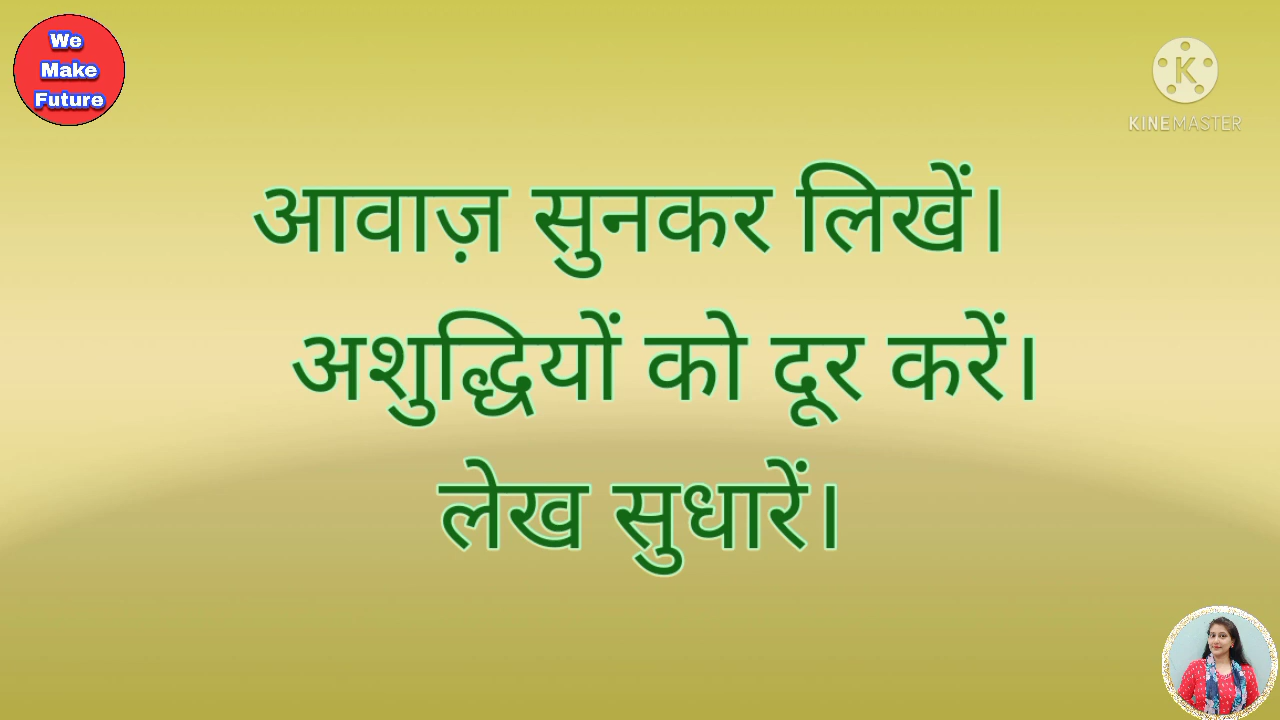 We
Make
Future
KINEMASTER
आवाज़ सुनकर लिखें।
अशुद्धियों को दूर करें।
लेख सुधारें।